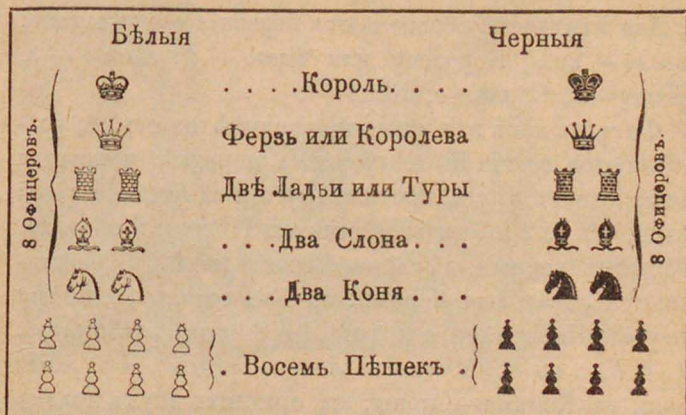 Бѣлыя Черныя
. . . .Король. . . .
Ферзь или Королева
Двѣ Ладьи или Туры
. . .Два Слона. . .
. . . Два Коня . . .
. Восемь Пѣшекъ .
8 Офицеровъ.
8 Офицеровъ.